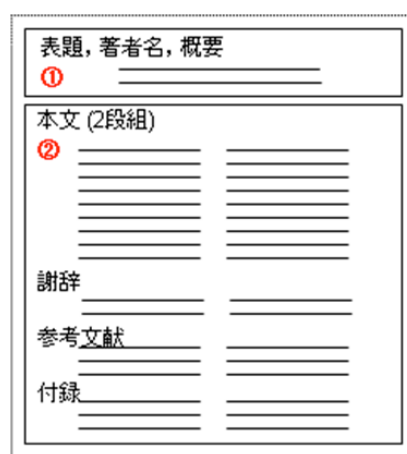 表題, 著者名, 概要
①
本文 (2段組)
②
謝辞
参考文献
付録